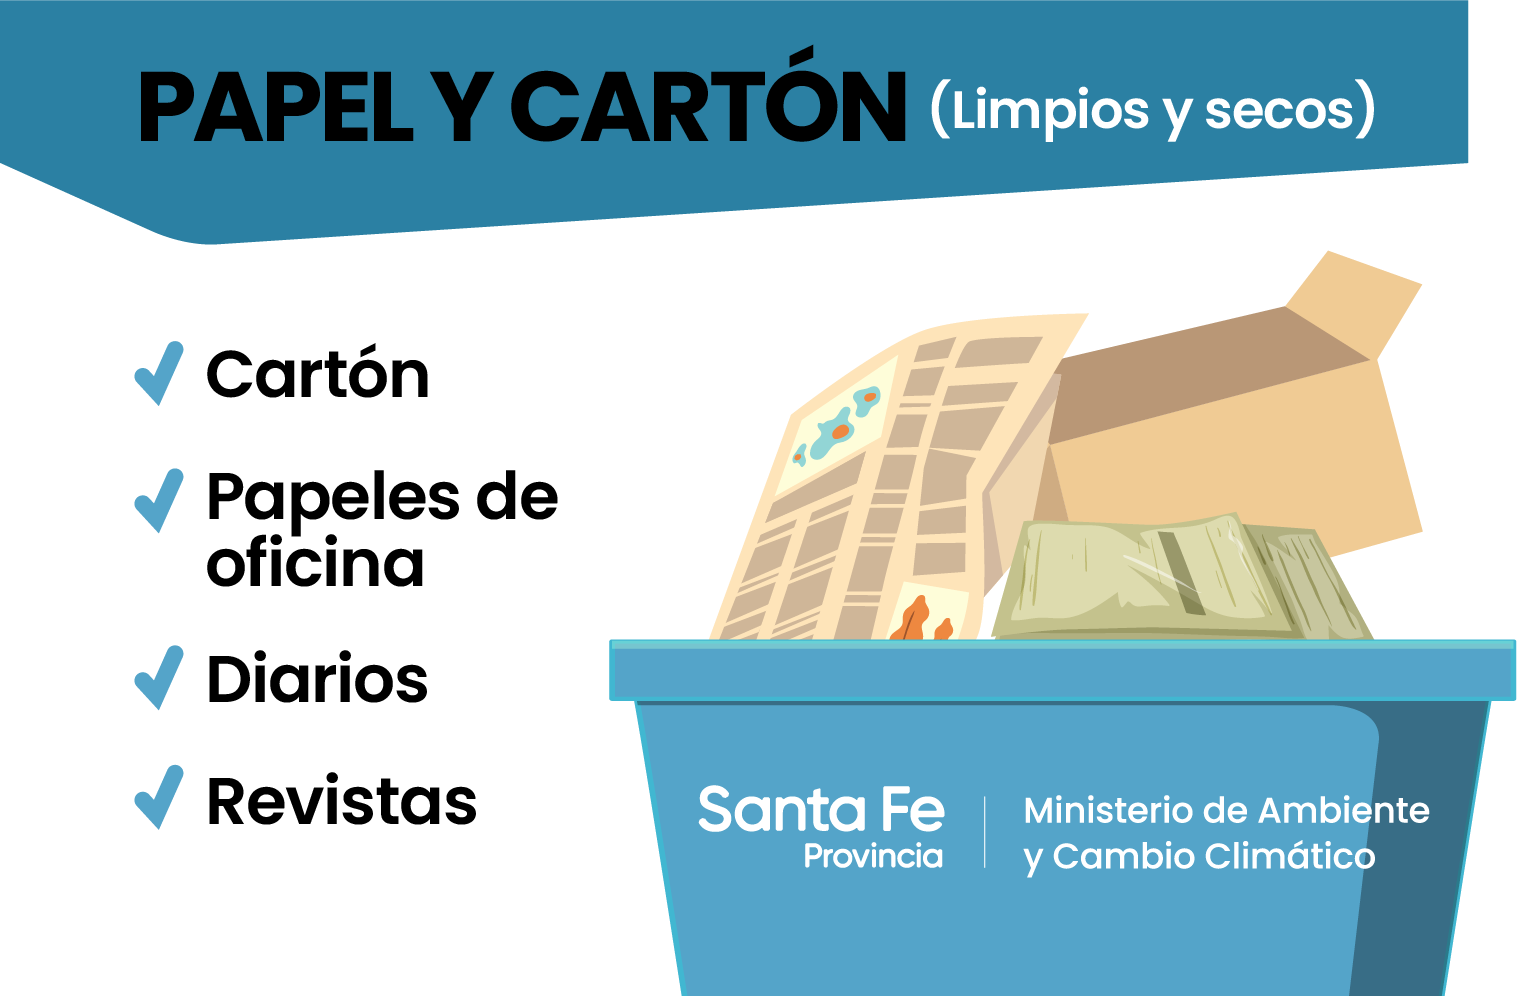 PAPEL Y CARTÓN (Limpios y secos)
Cartón
Papeles de
oficina
Diarios
Revistas
Santa Fe
Provincia
Ministerio de Ambiente
y Cambio Climático